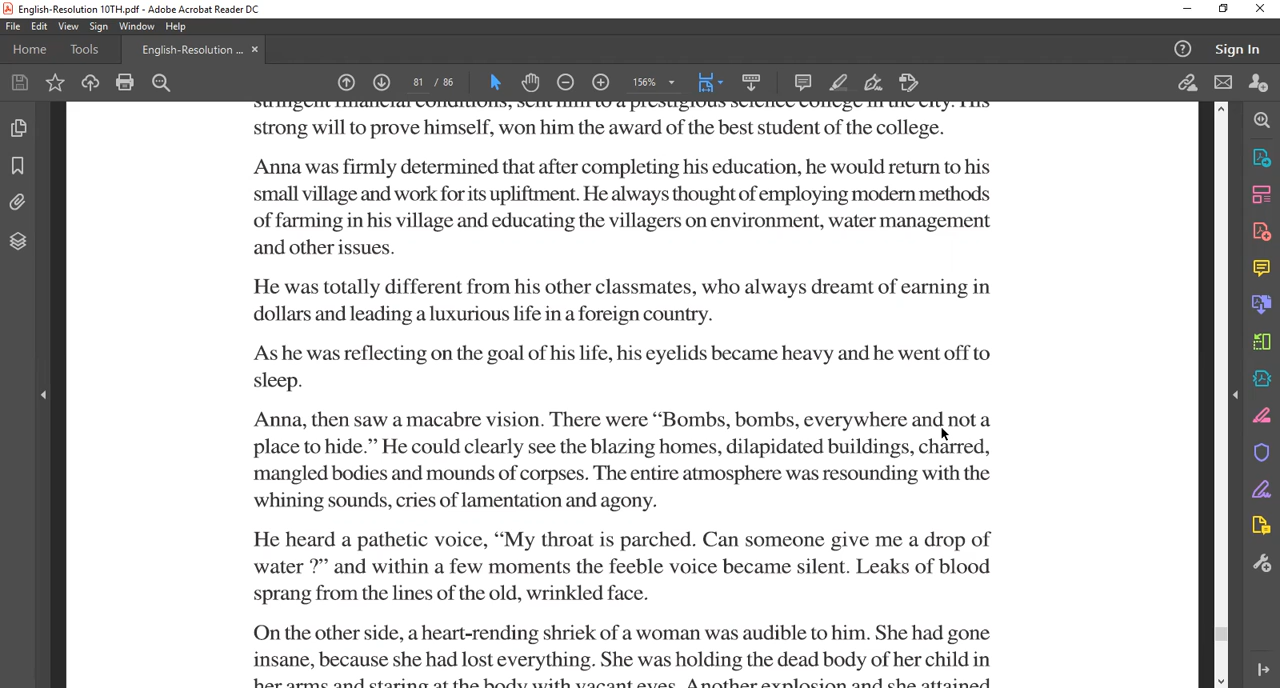 English-Resolution 10TH.pdf - Adobe Acrobat Reader DC
File Edit View Sign Window Help
Home Tools English-Resolution ... × Sign In
81 / 86 156%
stringent financial conditions, sent him to a prestigious science college in the city. His
strong will to prove himself, won him the award of the best student of the college.
Anna was firmly determined that after completing his education, he would return to his
small village and work for its upliftment. He always thought of employing modern methods
of farming in his village and educating the villagers on environment, water management
and other issues.
He was totally different from his other classmates, who always dreamt of earning in
dollars and leading a luxurious life in a foreign country.
As he was reflecting on the goal of his life, his eyelids became heavy and he went off to
sleep.
Anna, then saw a macabre vision. There were “Bombs, bombs, everywhere and not a
place to hide.” He could clearly see the blazing homes, dilapidated buildings, charred,
mangled bodies and mounds of corpses. The entire atmosphere was resounding with the
whining sounds, cries of lamentation and agony.
He heard a pathetic voice, “My throat is parched. Can someone give me a drop of
water ?” and within a few moments the feeble voice became silent. Leaks of blood
sprang from the lines of the old, wrinkled face.
On the other side, a heart-rending shriek of a woman was audible to him. She had gone
insane, because she had lost everything. She was holding the dead body of her child in
her arms and staring at the body with vacant eyes. Another explosion and she attained